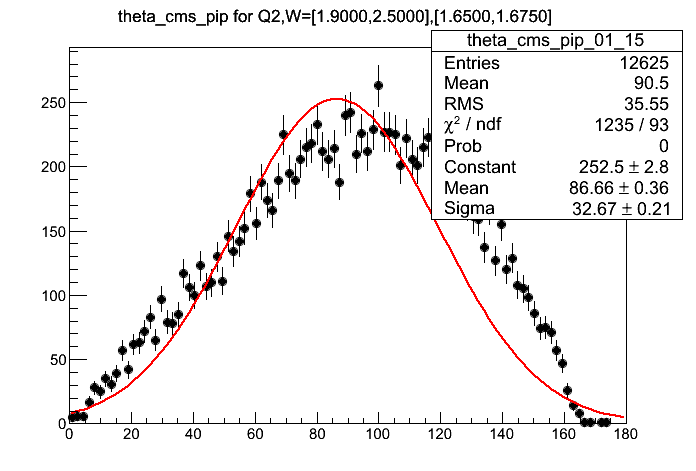 theta_cms_pip for Q2,W=[1.9000,2.5000],[1.6500,1.6750]
theta_cms_pip_01_15
Entries 12625
Mean 90.5
RMS 35.55
χ² / ndf 1235 / 93
Prob 0
Constant 252.5 ± 2.8
Mean 86.66 ± 0.36
Sigma 32.67 ± 0.21
250
200
150
100
50
0
0 20 40 60 80 100 120 140 160 180